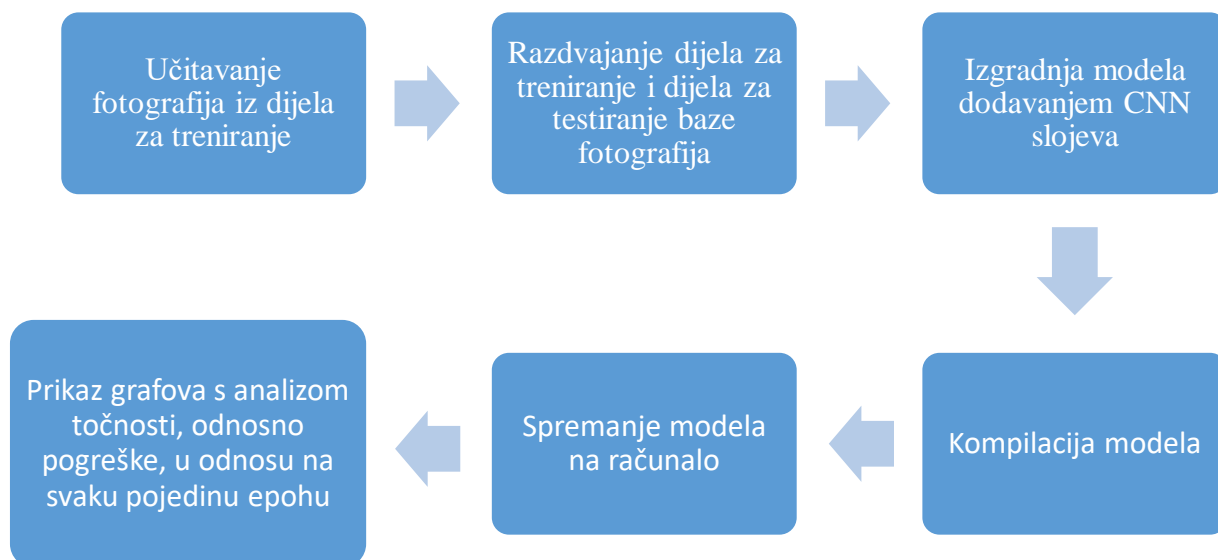 Učitavanje
fotografija iz dijela
za treniranje
Razdvajanje dijela za
treniranje i dijela za
testiranje baze
fotografija
Izgradnja modela
dodavanjem CNN
slojeva
Kompilacija modela
Spremanje modela
na računalo
Prikaz grafova s analizom
točnosti, odnosno
pogreške, u odnosu na
svaku pojedinu epohu